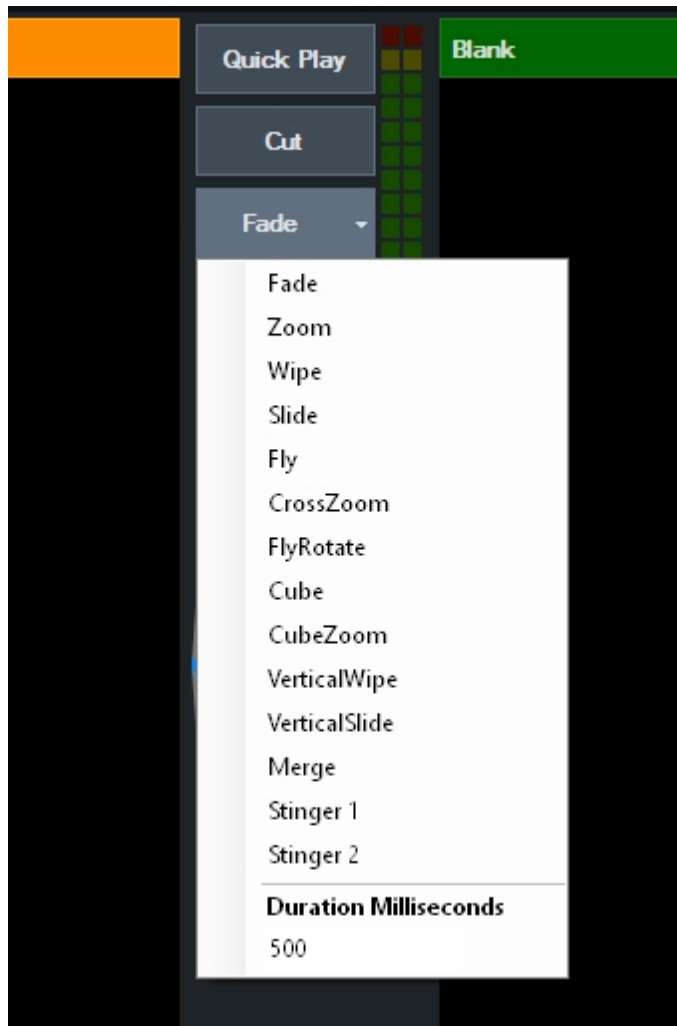 Quick Play
Blank
Cut
Fade
Fade
Zoom
Wipe
Slide
Fly
CrossZoom
FlyRotate
Cube
CubeZoom
VerticalWipe
VerticalSlide
Merge
Stinger 1
Stinger 2
Duration Milliseconds
500